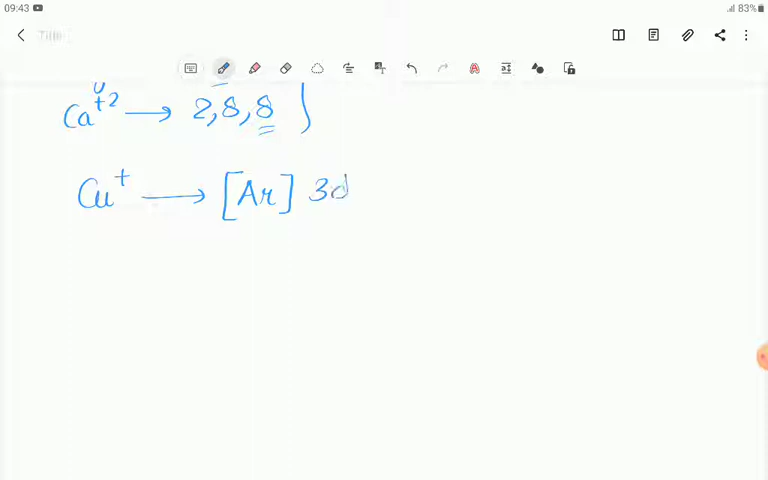 09:43
83%
Title
Ca+2 → 2,8,8 )
Cu+ → [Ar] 3d